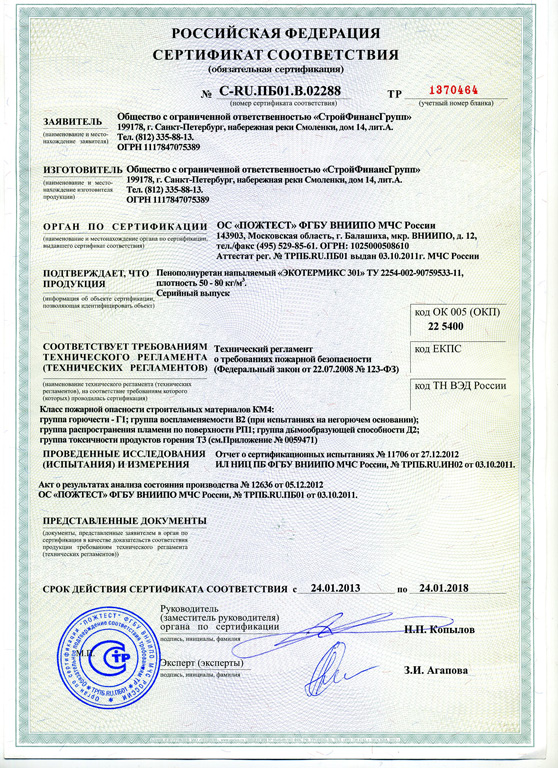 РОССИЙСКАЯ ФЕДЕРАЦИЯ
СЕРТИФИКАТ СООТВЕТСТВИЯ
(обязательная сертификация)
№ С-RU.ПБ01.В.02288 ТР 1370464
(номер сертификата соответствия) (учетный номер бланка)
ЗАЯВИТЕЛЬ Общество с ограниченной ответственностью «СтройФинансГрупп»
(наименование и место-
нахождение заявителя)
199178, г. Санкт-Петербург, набережная реки Смоленки, дом 14, лит.А.
Тел. (812) 335-88-13.
ОГРН 1117847075389
ИЗГОТОВИТЕЛЬ Общество с ограниченной ответственностью «СтройФинансГрупп»
(наименование и место-
нахождение изготовителя
продукции)
199178, г. Санкт-Петербург, набережная реки Смоленки, дом 14, лит.А.
Тел. (812) 335-88-13.
ОГРН 1117847075389
ОРГАН ПО СЕРТИФИКАЦИИ ОС «ПОЖТЕСТ» ФГБУ ВНИИПО МЧС России
(наименование и местонахождение органа по сертификации,
выдавшего сертификат соответствия)
143903, Московская область, г. Балашиха, мкр. ВНИИПО, д. 12,
тел./факс (495) 529-85-61. ОГРН: 1025000508610
Аттестат рег. № ТРПБ.RU.ПБ01 выдан 03.10.2011г. МЧС России
ПОДТВЕРЖДАЕТ, ЧТО
ПРОДУКЦИЯ
(информация об объекте сертификации,
позволяющая идентифицировать объект)
Пенополиуретан напыляемый «ЭКОТЕРМИКС 301» ТУ 2254-002-90759533-11,
плотность 50 - 80 кг/м³.
Серийный выпуск
код ОК 005 (ОКП)
22 5400
СООТВЕТСТВУЕТ ТРЕБОВАНИЯМ
ТЕХНИЧЕСКОГО РЕГЛАМЕНТА
(ТЕХНИЧЕСКИХ РЕГЛАМЕНТОВ)
Технический регламент
о требованиях пожарной безопасности
(Федеральный закон от 22.07.2008 № 123-ФЗ)
код ЕКПС
(наименование технического регламента (технических
регламентов), на соответствие требованиям которого
(которых) проводилась сертификация)
код ТН ВЭД России
Класс пожарной опасности строительных материалов КМ4:
группа горючести - Г1; группа воспламеняемости В2 (при испытаниях на негорючем основании);
группа распространения пламени по поверхности РП1; группа дымообразующей способности Д2;
группа токсичности продуктов горения Т3 (см.Приложение № 0059471)
ПРОВЕДЕННЫЕ ИССЛЕДОВАНИЯ
(ИСПЫТАНИЯ) И ИЗМЕРЕНИЯ
Отчет о сертификационных испытаниях № 11706 от 27.12.2012
ИЛ НИЦ ПБ ФГБУ ВНИИПО МЧС России, № ТРПБ.RU.ИН02 от 03.10.2011.
Акт о результатах анализа состояния производства № 12636 от 05.12.2012
ОС «ПОЖТЕСТ» ФГБУ ВНИИПО МЧС России, № ТРПБ.RU.ПБ01 от 03.10.2011.
ПРЕДСТАВЛЕННЫЕ ДОКУМЕНТЫ
(документы, представленные заявителем в орган по
сертификации в качестве доказательств соответствия
продукции требованиям технического регламента
(технических регламентов))
СРОК ДЕЙСТВИЯ СЕРТИФИКАТА СООТВЕТСТВИЯ с 24.01.2013 по 24.01.2018
Руководитель
(заместитель руководителя)
органа по сертификации
подпись, инициалы, фамилия
Н.П. Копылов
М.П.
Эксперт (эксперты)
подпись, инициалы, фамилия
З.И. Агапова
"ПОЖТЕСТ" ФГБУ ВНИИПО МЧС РОССИИ
Орган по сертификации
ТРПБ.RU.ПБ01